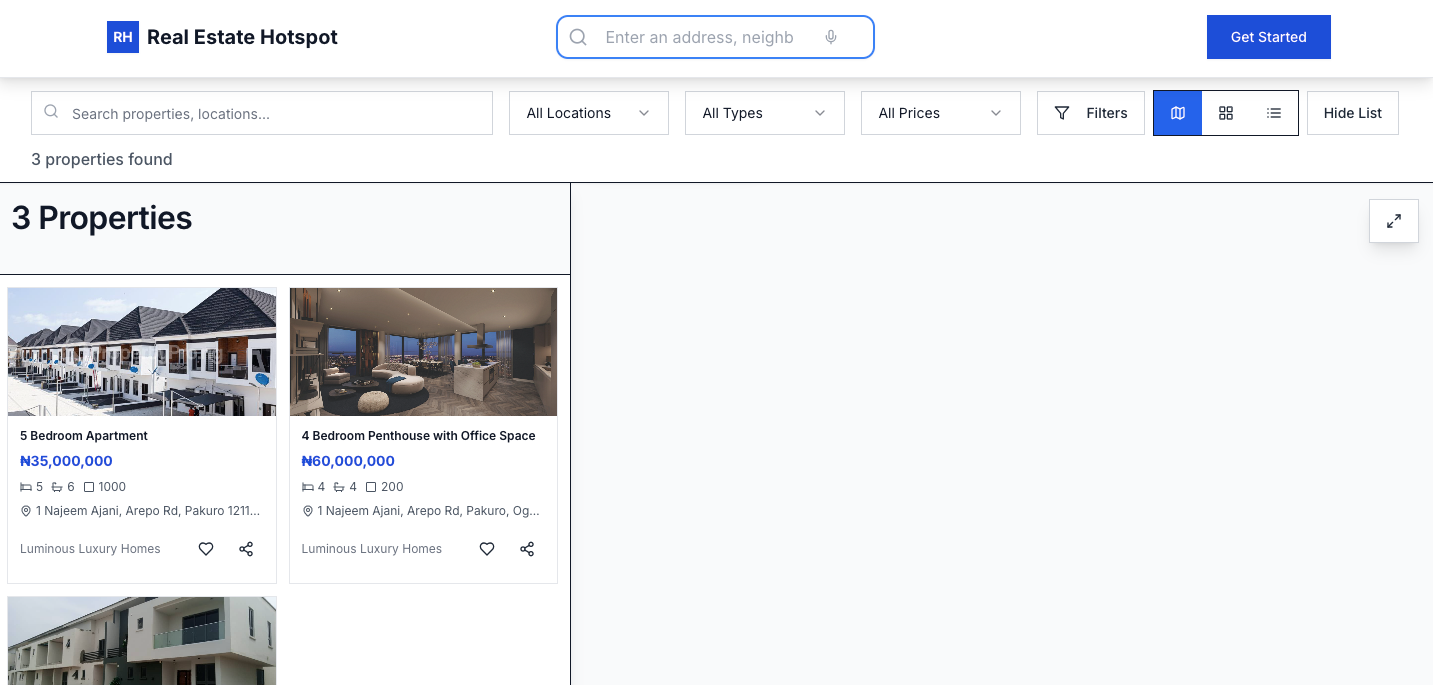 RH Real Estate Hotspot
Enter an address, neighb
Get Started
Search properties, locations...
All Locations
All Types
All Prices
Filters
Hide List
3 properties found
3 Properties
5 Bedroom Apartment
₦35,000,000
5 6 1000
1 Najeem Ajani, Arepo Rd, Pakuro 1211...
Luminous Luxury Homes
4 Bedroom Penthouse with Office Space
₦60,000,000
4 4 200
1 Najeem Ajani, Arepo Rd, Pakuro, Og...
Luminous Luxury Homes